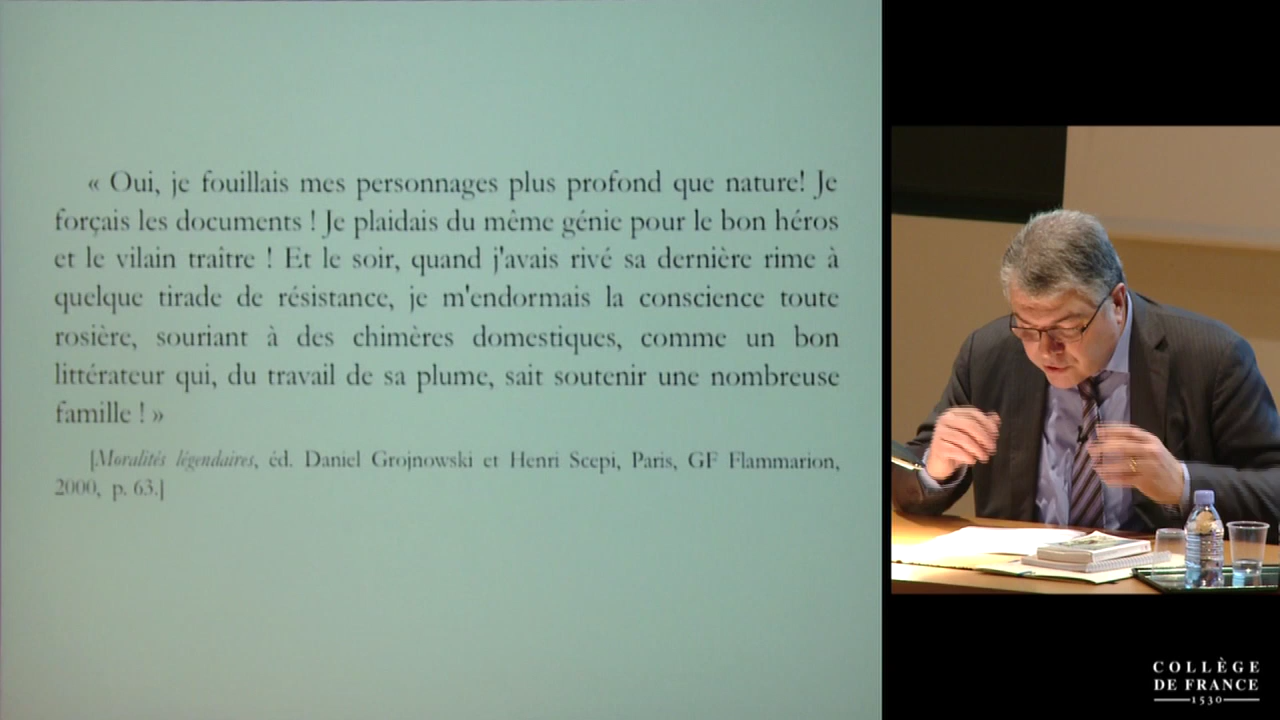 « Oui, je fouillais mes personnages plus profond que nature! Je
forçais les documents ! Je plaidais du même génie pour le bon héros
et le vilain traître ! Et le soir, quand j'avais rivé sa dernière rime à
quelque tirade de résistance, je m'endormais la conscience toute
rosière, souriant à des chimères domestiques, comme un bon
littérateur qui, du travail de sa plume, sait soutenir une nombreuse
famille ! »
[Moralités légendaires, éd. Daniel Grojnowski et Henri Scepi, Paris, GF Flammarion,
2000, p. 63.]
COLLÈGE
DE FRANCE
1530